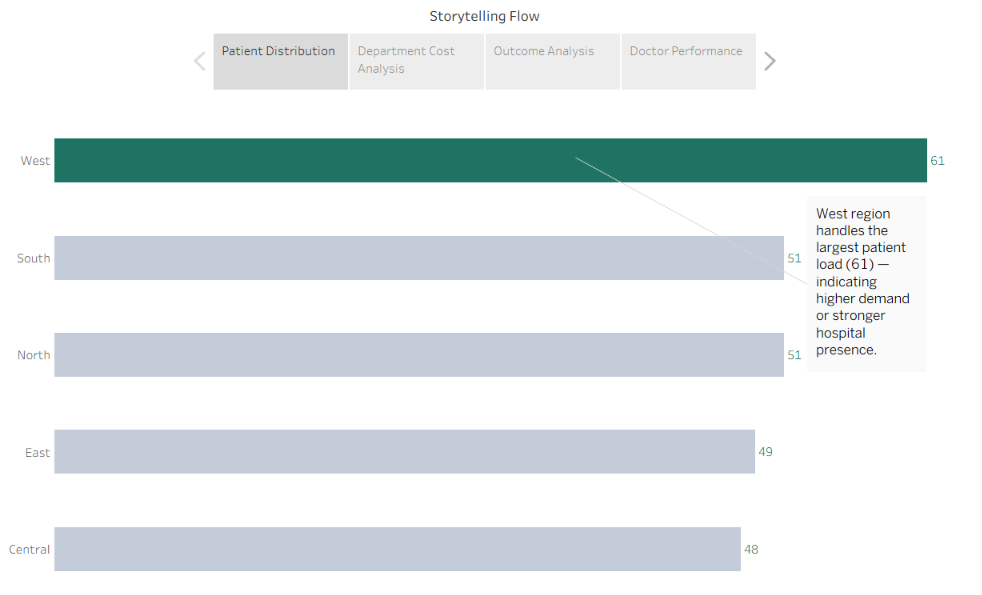 Storytelling Flow
Patient Distribution
Department Cost
Analysis
Outcome Analysis
Doctor Performance
West
61
West region
handles the
largest patient
load (61) —
indicating
higher demand
or stronger
hospital
presence.
South
51
North
51
East
49
Central
48